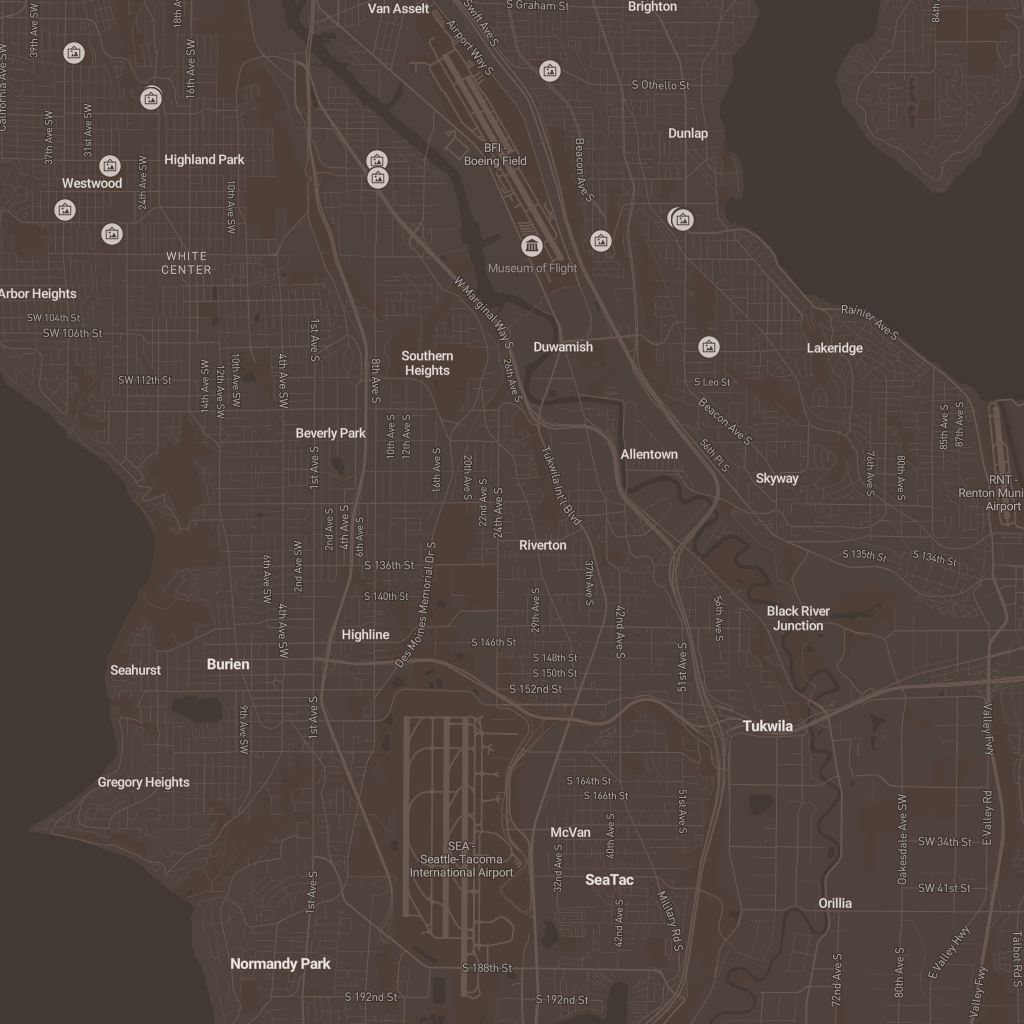 Van Asselt
S Graham St
Brighton
Swift Ave S
Airport Way S
39th Ave SW
18th Ave SW
16th Ave SW
California Ave SW
84th
S Othello St
Dunlap
37th Ave SW
31st Ave SW
24th Ave SW
10th Ave SW
Highland Park
Westwood
BFI -
Boeing Field
Beacon Ave S
WHITE
CENTER
Museum of Flight
Arbor Heights
SW 104th St
SW 106th St
W Marginal Way S
Rainier Ave S
1st Ave S
8th Ave S
Southern
Heights
Duwamish
Lakeridge
26th Ave S
SW 112th St
14th Ave SW
12th Ave SW
10th Ave SW
4th Ave SW
S Leo St
Beacon Ave S
56th Pl S
Beverly Park
10th Ave S
12th Ave S
85th Ave S
87th Ave S
1st Ave S
16th Ave S
20th Ave S
22nd Ave S
24th Ave S
Tukwila Int'l Blvd
Allentown
Skyway
76th Ave S
80th Ave S
RNT -
Renton Muni
Airport
2nd Ave S
4th Ave S
6th Ave S
Riverton
S 135th St
S 134th St
6th Ave SW
2nd Ave SW
4th Ave SW
S 136th St
S 140th St
Des Moines Memorial Dr S
29th Ave S
37th Ave S
42nd Ave S
56th Ave S
Black River
Junction
Highline
S 146th St
S 148th St
S 150th St
S 152nd St
51st Ave S
Seahurst
Burien
9th Ave SW
1st Ave S
Tukwila
Valley Fwy
Gregory Heights
S 164th St
S 166th St
51st Ave S
McVan
40th Ave S
32nd Ave S
Oakesdale Ave SW
E Valley Rd
SW 34th St
SEA -
Seattle-Tacoma
International Airport
SeaTac
SW 41st St
1st Ave S
42nd Ave S
Military Rd S
Orillia
E Valley Hwy
Talbot Rd S
Normandy Park
S 188th St
72nd Ave S
80th Ave S
Valley Fwy
S 192nd St
S 192nd St